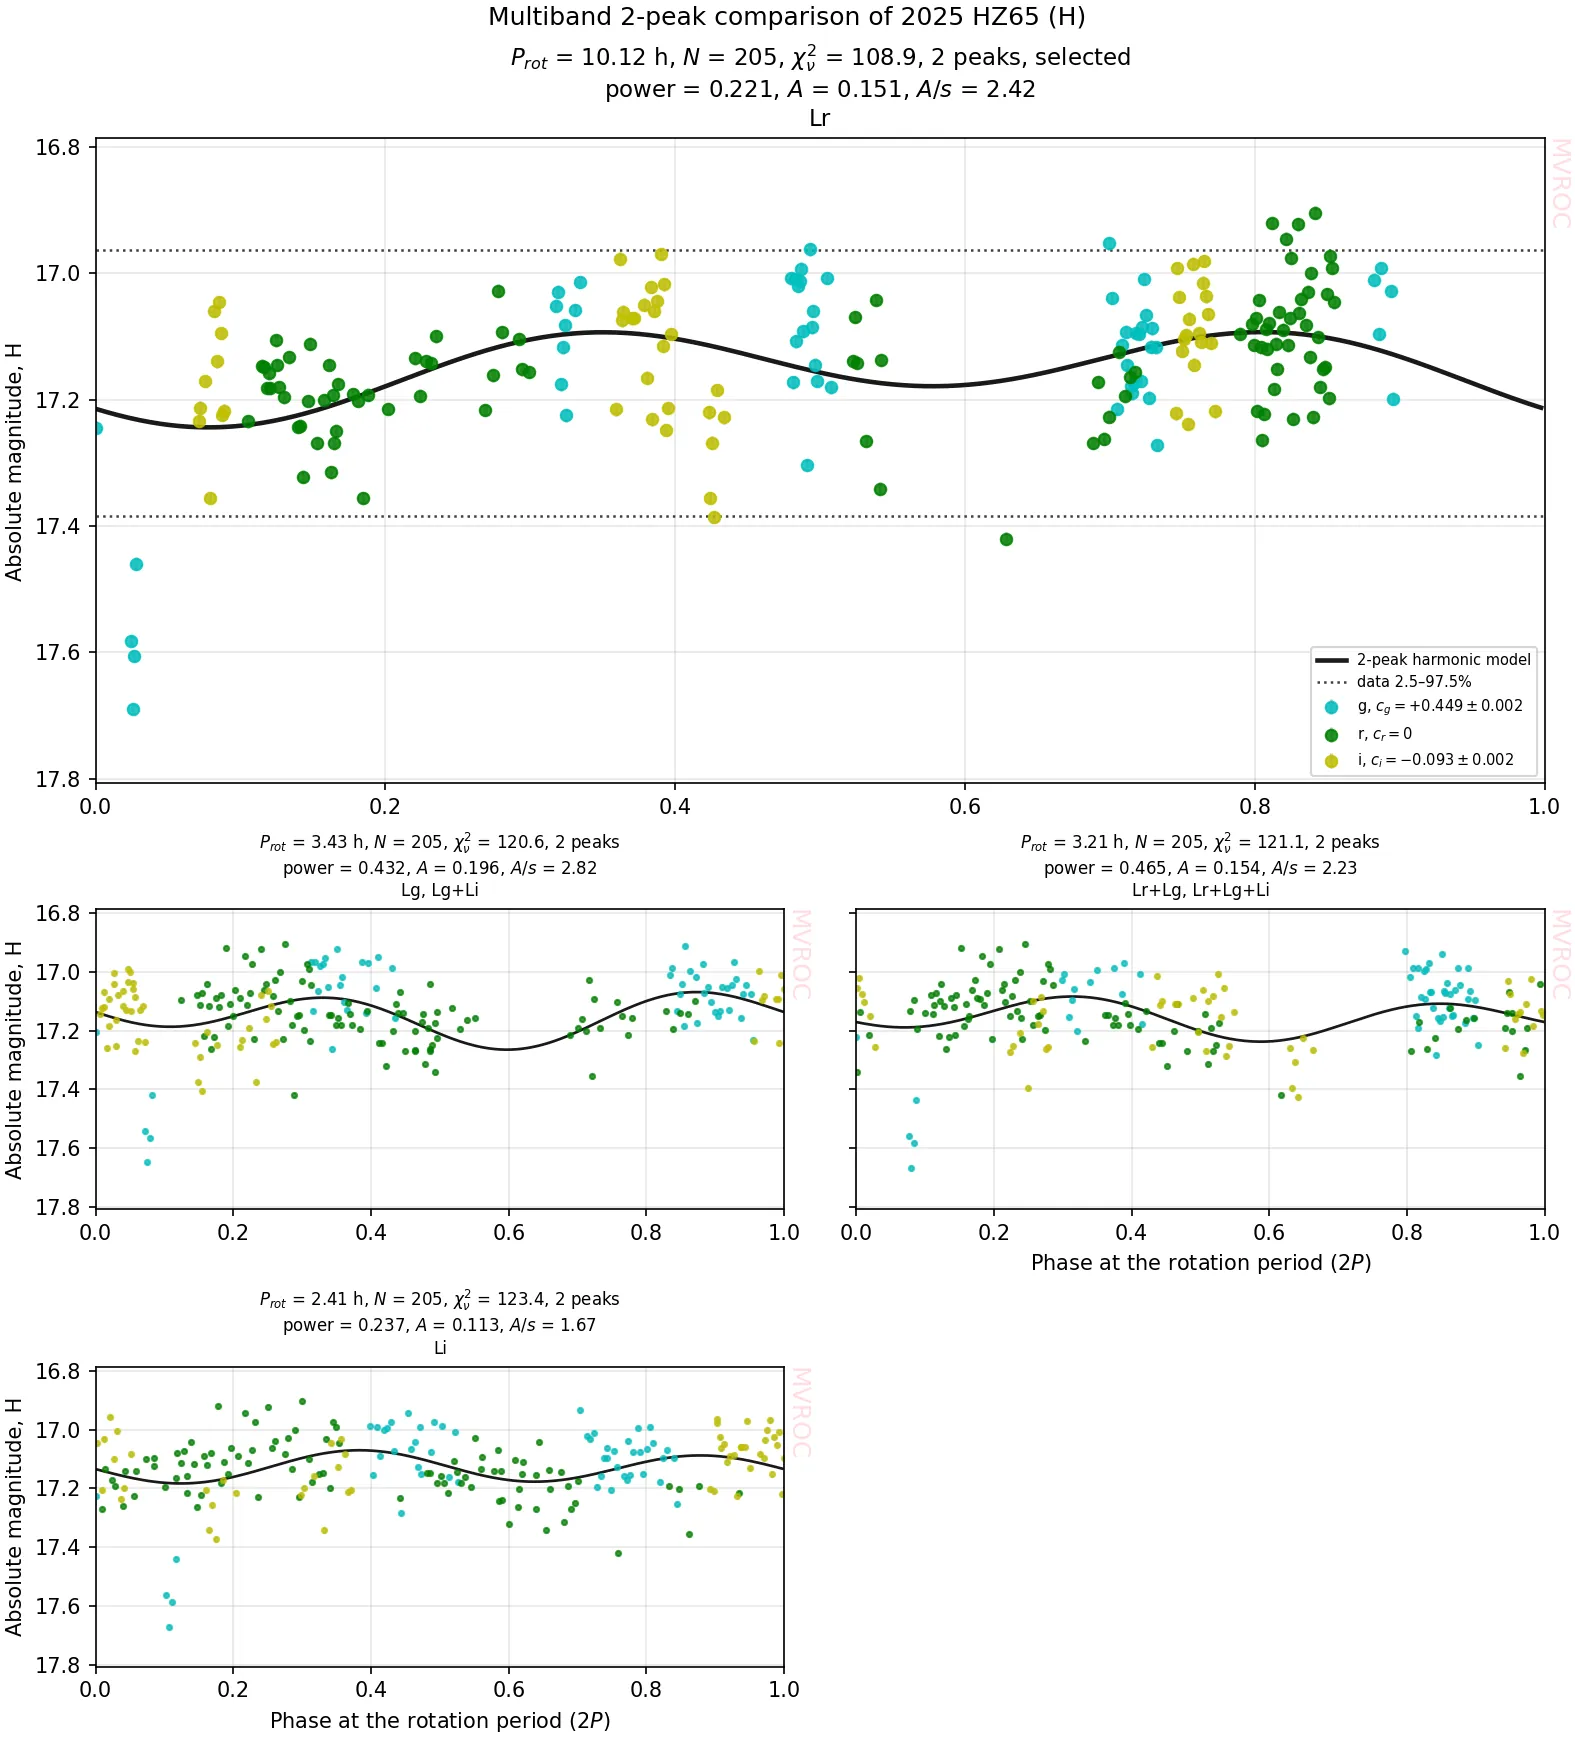 Multiband 2-peak comparison of 2025 HZ65 (H)
P_rot = 10.12 h, N = 205, χ²_ν = 108.9, 2 peaks, selected
power = 0.221, A = 0.151, A/s = 2.42
Lr
16.8
17.0
17.2
17.4
17.6
17.8
Absolute magnitude, H
MVROC
2-peak harmonic model
data 2.5–97.5%
g, c_g = +0.449 ± 0.002
r, c_r = 0
i, c_i = −0.093 ± 0.002
0.0 0.2 0.4 0.6 0.8 1.0
P_rot = 3.43 h, N = 205, χ²_ν = 120.6, 2 peaks
power = 0.432, A = 0.196, A/s = 2.82
Lg, Lg+Li
16.8
17.0
17.2
17.4
17.6
17.8
Absolute magnitude, H
MVROC
0.0 0.2 0.4 0.6 0.8 1.0
P_rot = 3.21 h, N = 205, χ²_ν = 121.1, 2 peaks
power = 0.465, A = 0.154, A/s = 2.23
Lr+Lg, Lr+Lg+Li
MVROC
0.0 0.2 0.4 0.6 0.8 1.0
Phase at the rotation period (2P)
P_rot = 2.41 h, N = 205, χ²_ν = 123.4, 2 peaks
power = 0.237, A = 0.113, A/s = 1.67
Li
16.8
17.0
17.2
17.4
17.6
17.8
Absolute magnitude, H
MVROC
0.0 0.2 0.4 0.6 0.8 1.0
Phase at the rotation period (2P)